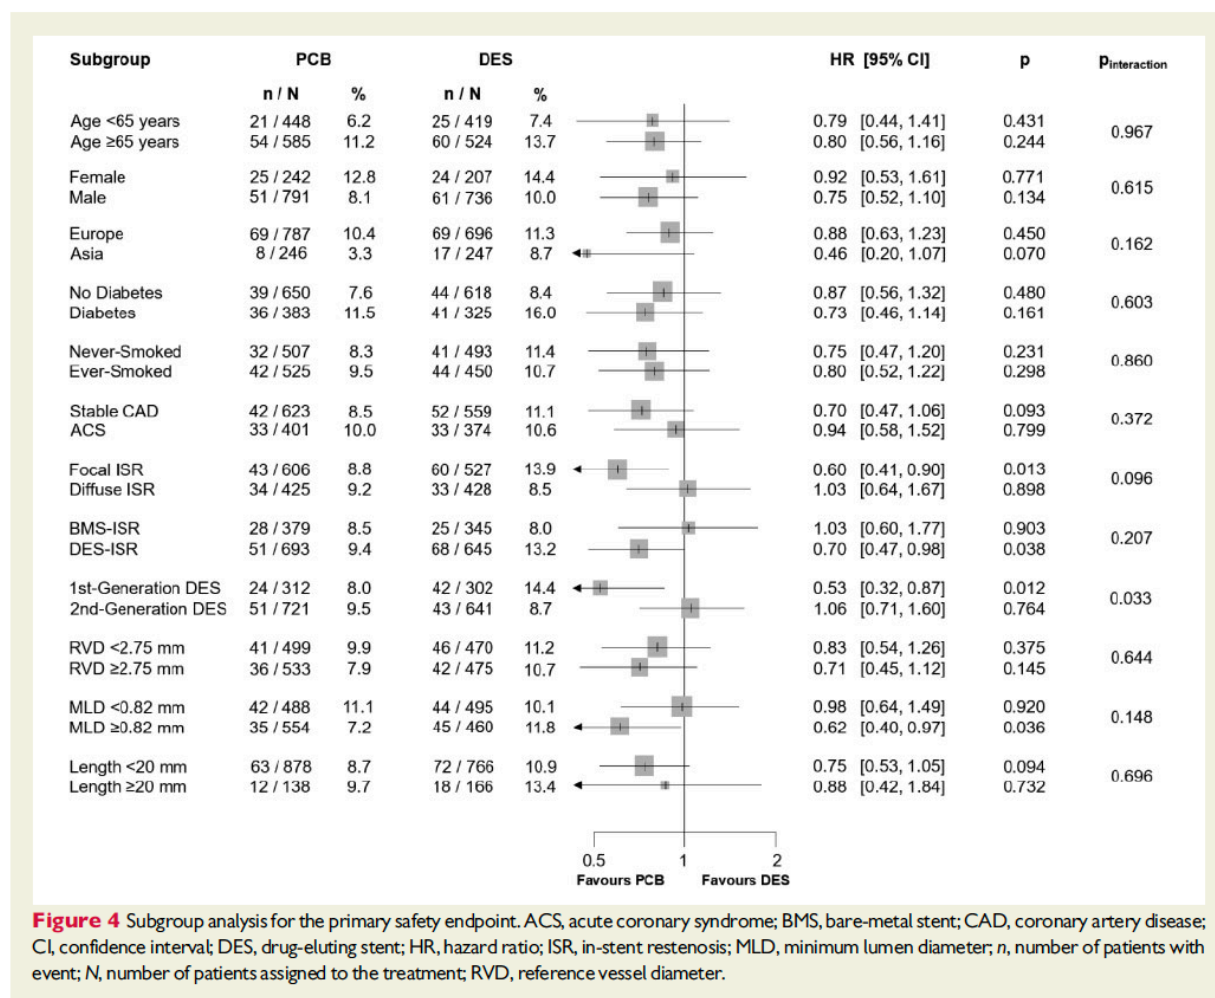 Subgroup PCB DES HR [95% CI] p pinteraction
n / N % n / N %
Age <65 years 21 / 448 6.2 25 / 419 7.4 0.79 [0.44, 1.41] 0.431
0.967
Age ≥65 years 54 / 585 11.2 60 / 524 13.7 0.80 [0.56, 1.16] 0.244
Female 25 / 242 12.8 24 / 207 14.4 0.92 [0.53, 1.61] 0.771
0.615
Male 51 / 791 8.1 61 / 736 10.0 0.75 [0.52, 1.10] 0.134
Europe 69 / 787 10.4 69 / 696 11.3 0.88 [0.63, 1.23] 0.450
0.162
Asia 8 / 246 3.3 17 / 247 8.7 0.46 [0.20, 1.07] 0.070
No Diabetes 39 / 650 7.6 44 / 618 8.4 0.87 [0.56, 1.32] 0.480
0.603
Diabetes 36 / 383 11.5 41 / 325 16.0 0.73 [0.46, 1.14] 0.161
Never-Smoked 32 / 507 8.3 41 / 493 11.4 0.75 [0.47, 1.20] 0.231
0.860
Ever-Smoked 42 / 525 9.5 44 / 450 10.7 0.80 [0.52, 1.22] 0.298
Stable CAD 42 / 623 8.5 52 / 559 11.1 0.70 [0.47, 1.06] 0.093
0.372
ACS 33 / 401 10.0 33 / 374 10.6 0.94 [0.58, 1.52] 0.799
Focal ISR 43 / 606 8.8 60 / 527 13.9 0.60 [0.41, 0.90] 0.013
0.096
Diffuse ISR 34 / 425 9.2 33 / 428 8.5 1.03 [0.64, 1.67] 0.898
BMS-ISR 28 / 379 8.5 25 / 345 8.0 1.03 [0.60, 1.77] 0.903
0.207
DES-ISR 51 / 693 9.4 68 / 645 13.2 0.70 [0.47, 0.98] 0.038
1st-Generation DES 24 / 312 8.0 42 / 302 14.4 0.53 [0.32, 0.87] 0.012
0.033
2nd-Generation DES 51 / 721 9.5 43 / 641 8.7 1.06 [0.71, 1.60] 0.764
RVD <2.75 mm 41 / 499 9.9 46 / 470 11.2 0.83 [0.54, 1.26] 0.375
0.644
RVD ≥2.75 mm 36 / 533 7.9 42 / 475 10.7 0.71 [0.45, 1.12] 0.145
MLD <0.82 mm 42 / 488 11.1 44 / 495 10.1 0.98 [0.64, 1.49] 0.920
0.148
MLD ≥0.82 mm 35 / 554 7.2 45 / 460 11.8 0.62 [0.40, 0.97] 0.036
Length <20 mm 63 / 878 8.7 72 / 766 10.9 0.75 [0.53, 1.05] 0.094
0.696
Length ≥20 mm 12 / 138 9.7 18 / 166 13.4 0.88 [0.42, 1.84] 0.732
0.5 1 2
Favours PCB Favours DES
Figure 4 Subgroup analysis for the primary safety endpoint. ACS, acute coronary syndrome; BMS, bare-metal stent; CAD, coronary artery disease;
CI, confidence interval; DES, drug-eluting stent; HR, hazard ratio; ISR, in-stent restenosis; MLD, minimum lumen diameter; n, number of patients with
event; N, number of patients assigned to the treatment; RVD, reference vessel diameter.